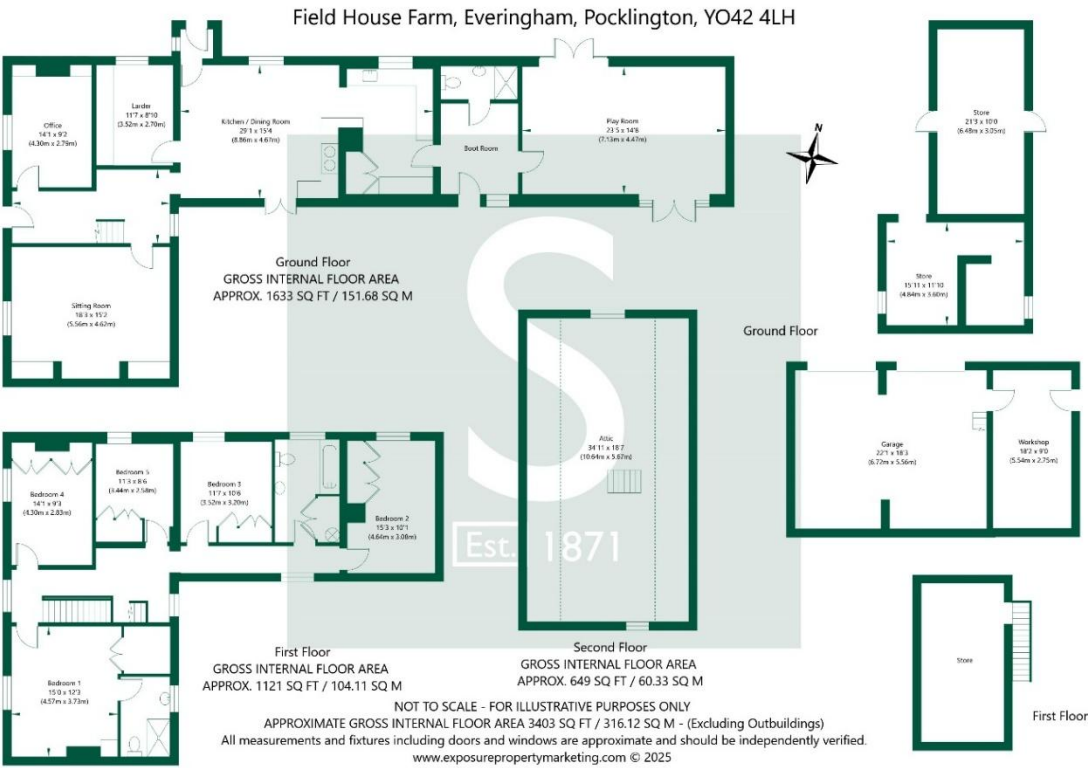 Field House Farm, Everingham, Pocklington, YO42 4LH
Office
14'1 x 9'2
(4.30m x 2.79m)
Larder
11'7 x 8'10
(3.52m x 2.70m)
Kitchen / Dining Room
29'1 x 15'4
(8.86m x 4.67m)
Boot Room
Play Room
23'5 x 14'8
(7.13m x 4.47m)
N
Store
21'3 x 10'0
(6.48m x 3.05m)
Sitting Room
18'3 x 15'2
(5.56m x 4.62m)
Ground Floor
GROSS INTERNAL FLOOR AREA
APPROX. 1633 SQ FT / 151.68 SQ M
Store
15'11 x 11'10
(4.84m x 3.60m)
Ground Floor
S
Est. 1871
Attic
34'11 x 18'7
(10.64m x 5.67m)
Garage
22'1 x 18'3
(6.72m x 5.56m)
Workshop
18'2 x 9'0
(5.54m x 2.75m)
Bedroom 4
14'1 x 9'3
(4.30m x 2.83m)
Bedroom 5
11'3 x 8'6
(3.44m x 2.58m)
Bedroom 3
11'7 x 10'6
(3.52m x 3.20m)
Bedroom 2
15'3 x 10'1
(4.64m x 3.08m)
Bedroom 1
15'0 x 12'3
(4.57m x 3.73m)
First Floor
GROSS INTERNAL FLOOR AREA
APPROX. 1121 SQ FT / 104.11 SQ M
Second Floor
GROSS INTERNAL FLOOR AREA
APPROX. 649 SQ FT / 60.33 SQ M
Store
First Floor
NOT TO SCALE - FOR ILLUSTRATIVE PURPOSES ONLY
APPROXIMATE GROSS INTERNAL FLOOR AREA 3403 SQ FT / 316.12 SQ M - (Excluding Outbuildings)
All measurements and fixtures including doors and windows are approximate and should be independently verified.
www.exposurepropertymarketing.com © 2025